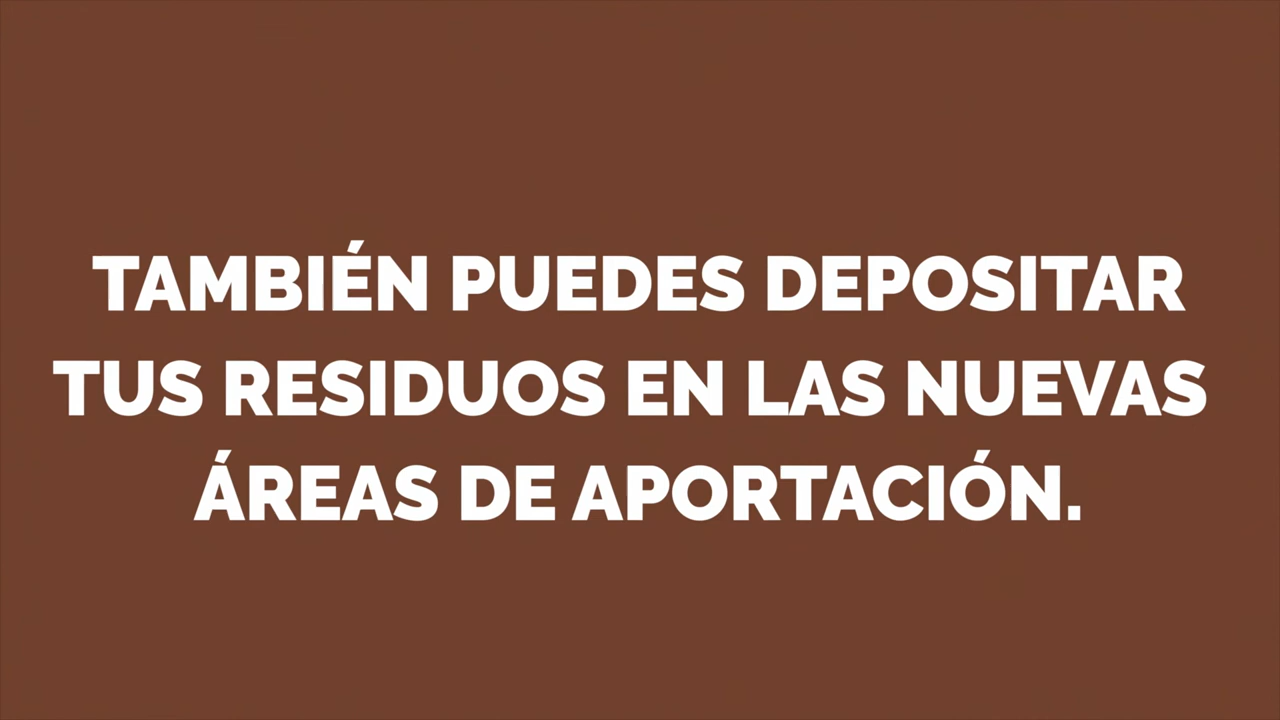 TAMBIÉN PUEDES DEPOSITAR
TUS RESIDUOS EN LAS NUEVAS
ÁREAS DE APORTACIÓN.